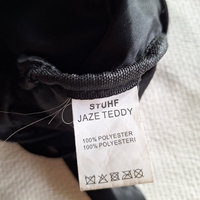 STUHF
JAZE TEDDY
100% POLYESTER
100% POLYESTERI